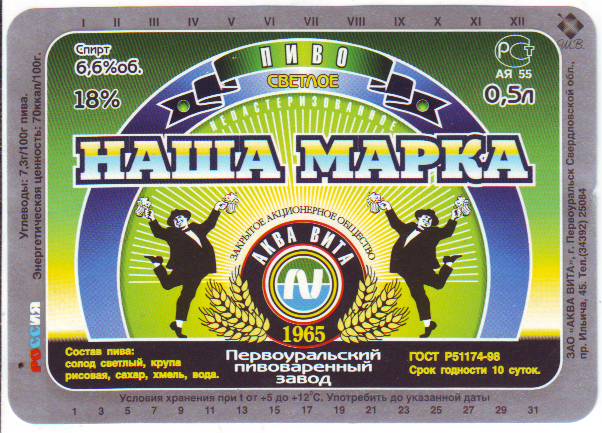 I II III IV V VI VII VIII IX X XI XII
Спирт
6,6%об.
18%
ПИВО
СВЕТЛОЕ
НЕПАСТЕРИЗОВАННОЕ
РСт
АЯ 55
0,5л
Ш.В.
НАША МАРКА
ЗАКРЫТОЕ АКЦИОНЕРНОЕ ОБЩЕСТВО
АКВА ВИТА
1965
Первоуральский
пивоваренный
завод
Состав пива:
солод светлый, крупа
рисовая, сахар, хмель, вода.
ГОСТ Р51174-98
Срок годности 10 суток.
Условия хранения при t от +5 до +12°С. Употребить до указанной даты
1 3 5 7 9 11 13 15 17 19 21 23 25 27 29 31
Углеводы: 7,3г/100г пива.
Энергетическая ценность: 70ккал/100г.
РОССИЯ
ЗАО «АКВА ВИТА», г. Первоуральск Свердловской обл.,
пр. Ильича, 45. Тел.(34392) 25084